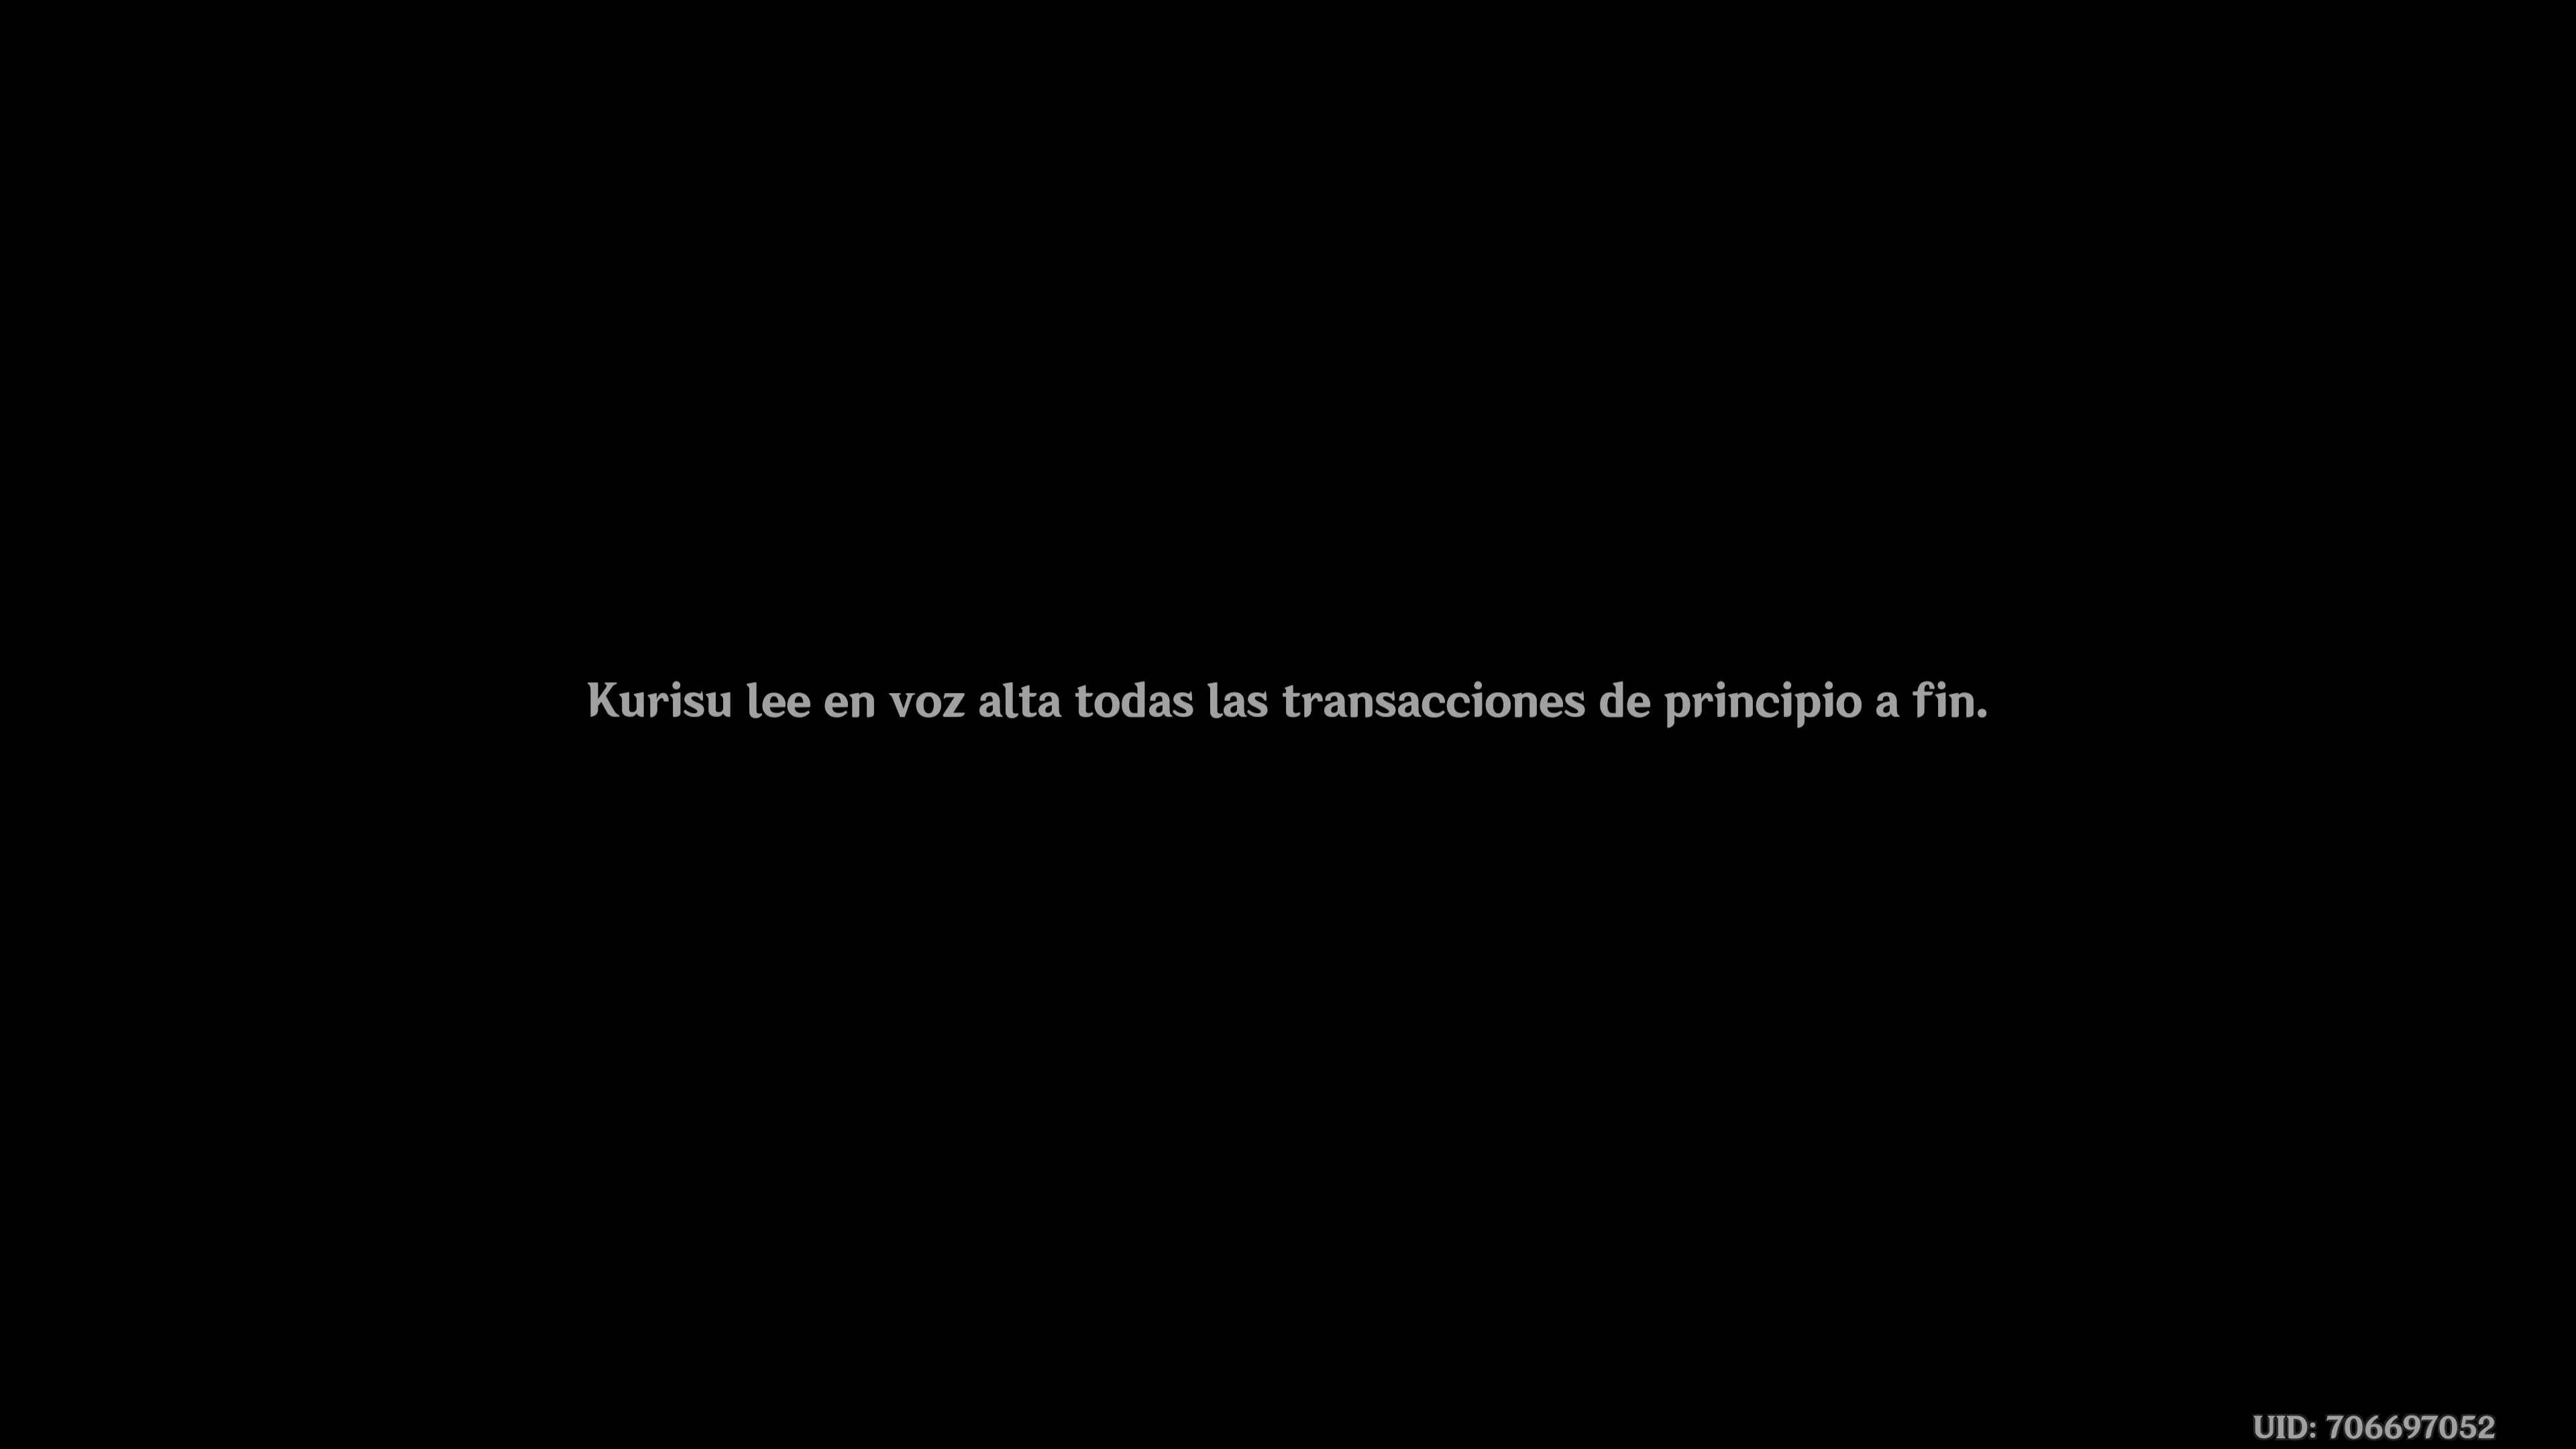 Kurisu lee en voz alta todas las transacciones de principio a fin.
UID: 706697052